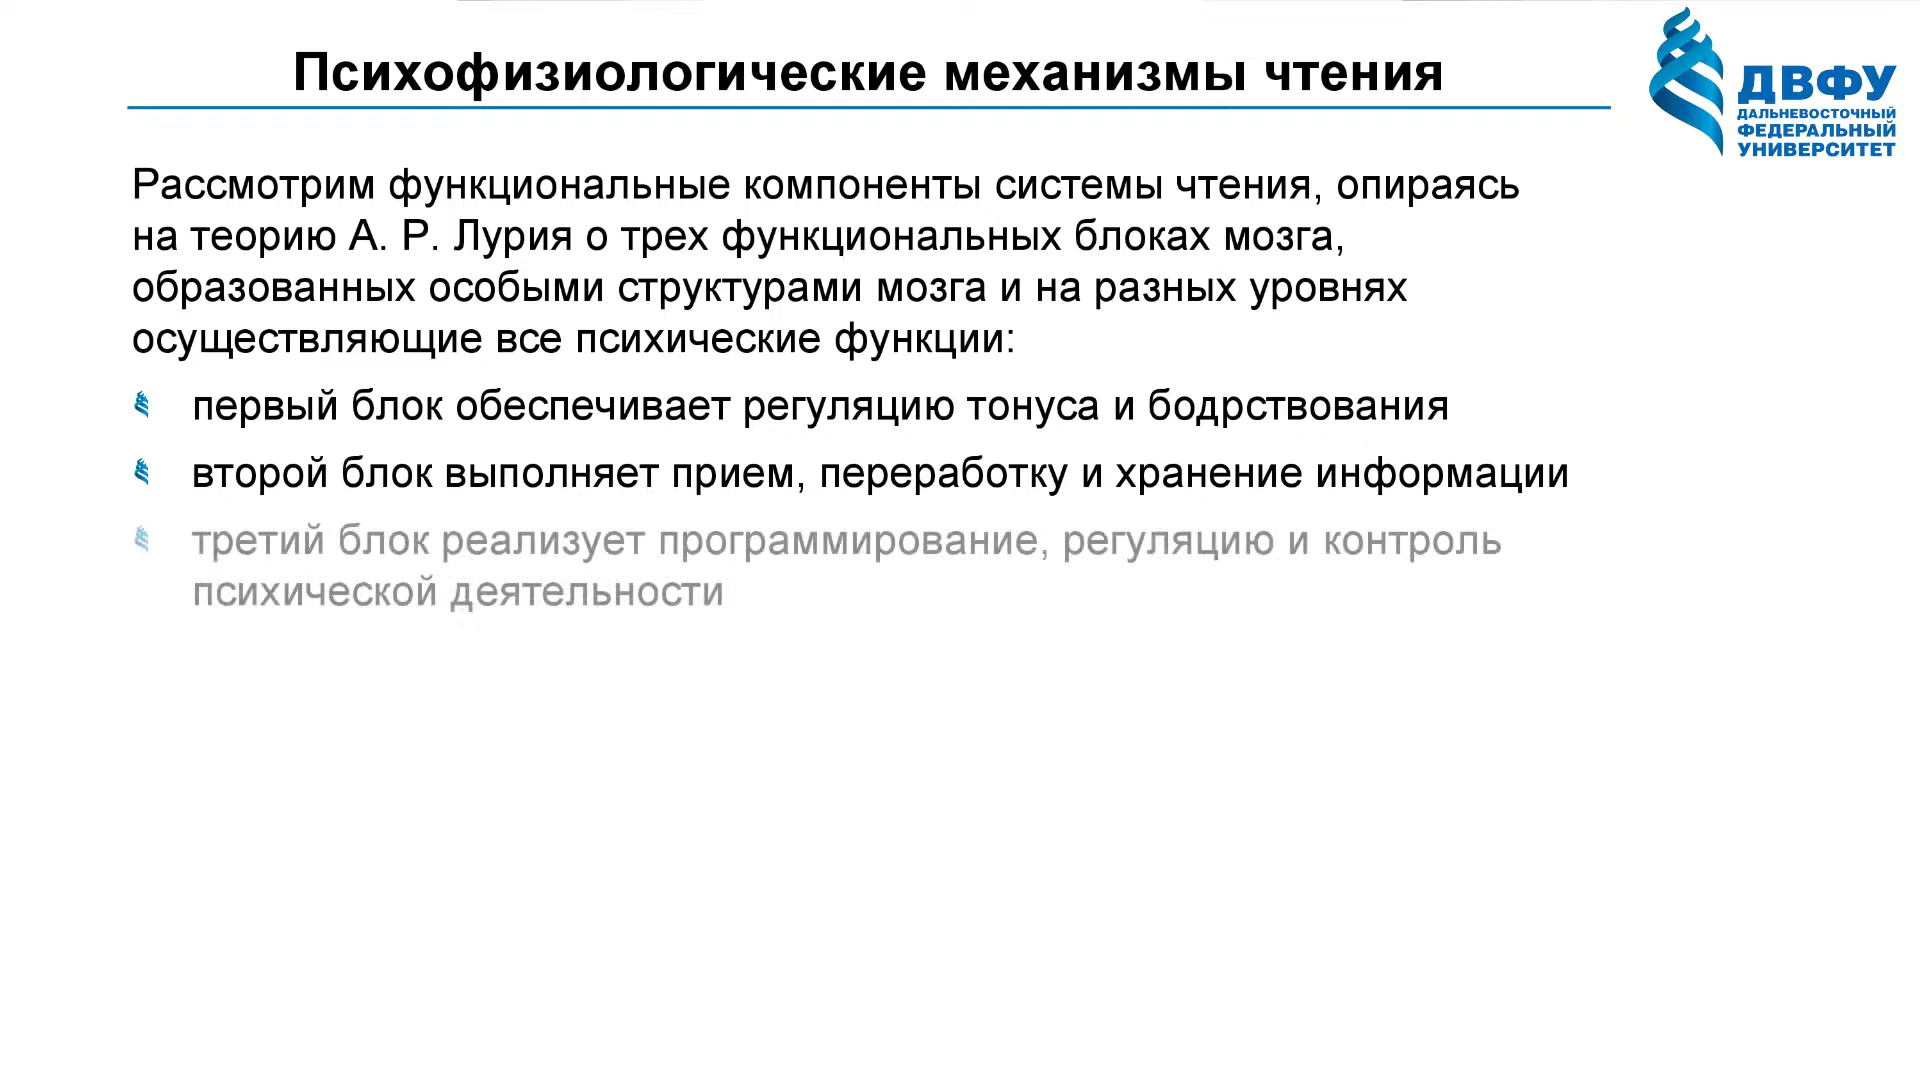 Психофизиологические механизмы чтения
ДВФУ
ДАЛЬНЕВОСТОЧНЫЙ
ФЕДЕРАЛЬНЫЙ
УНИВЕРСИТЕТ
Рассмотрим функциональные компоненты системы чтения, опираясь
на теорию А. Р. Лурия о трех функциональных блоках мозга,
образованных особыми структурами мозга и на разных уровнях
осуществляющие все психические функции:
первый блок обеспечивает регуляцию тонуса и бодрствования
второй блок выполняет прием, переработку и хранение информации
третий блок реализует программирование, регуляцию и контроль
психической деятельности